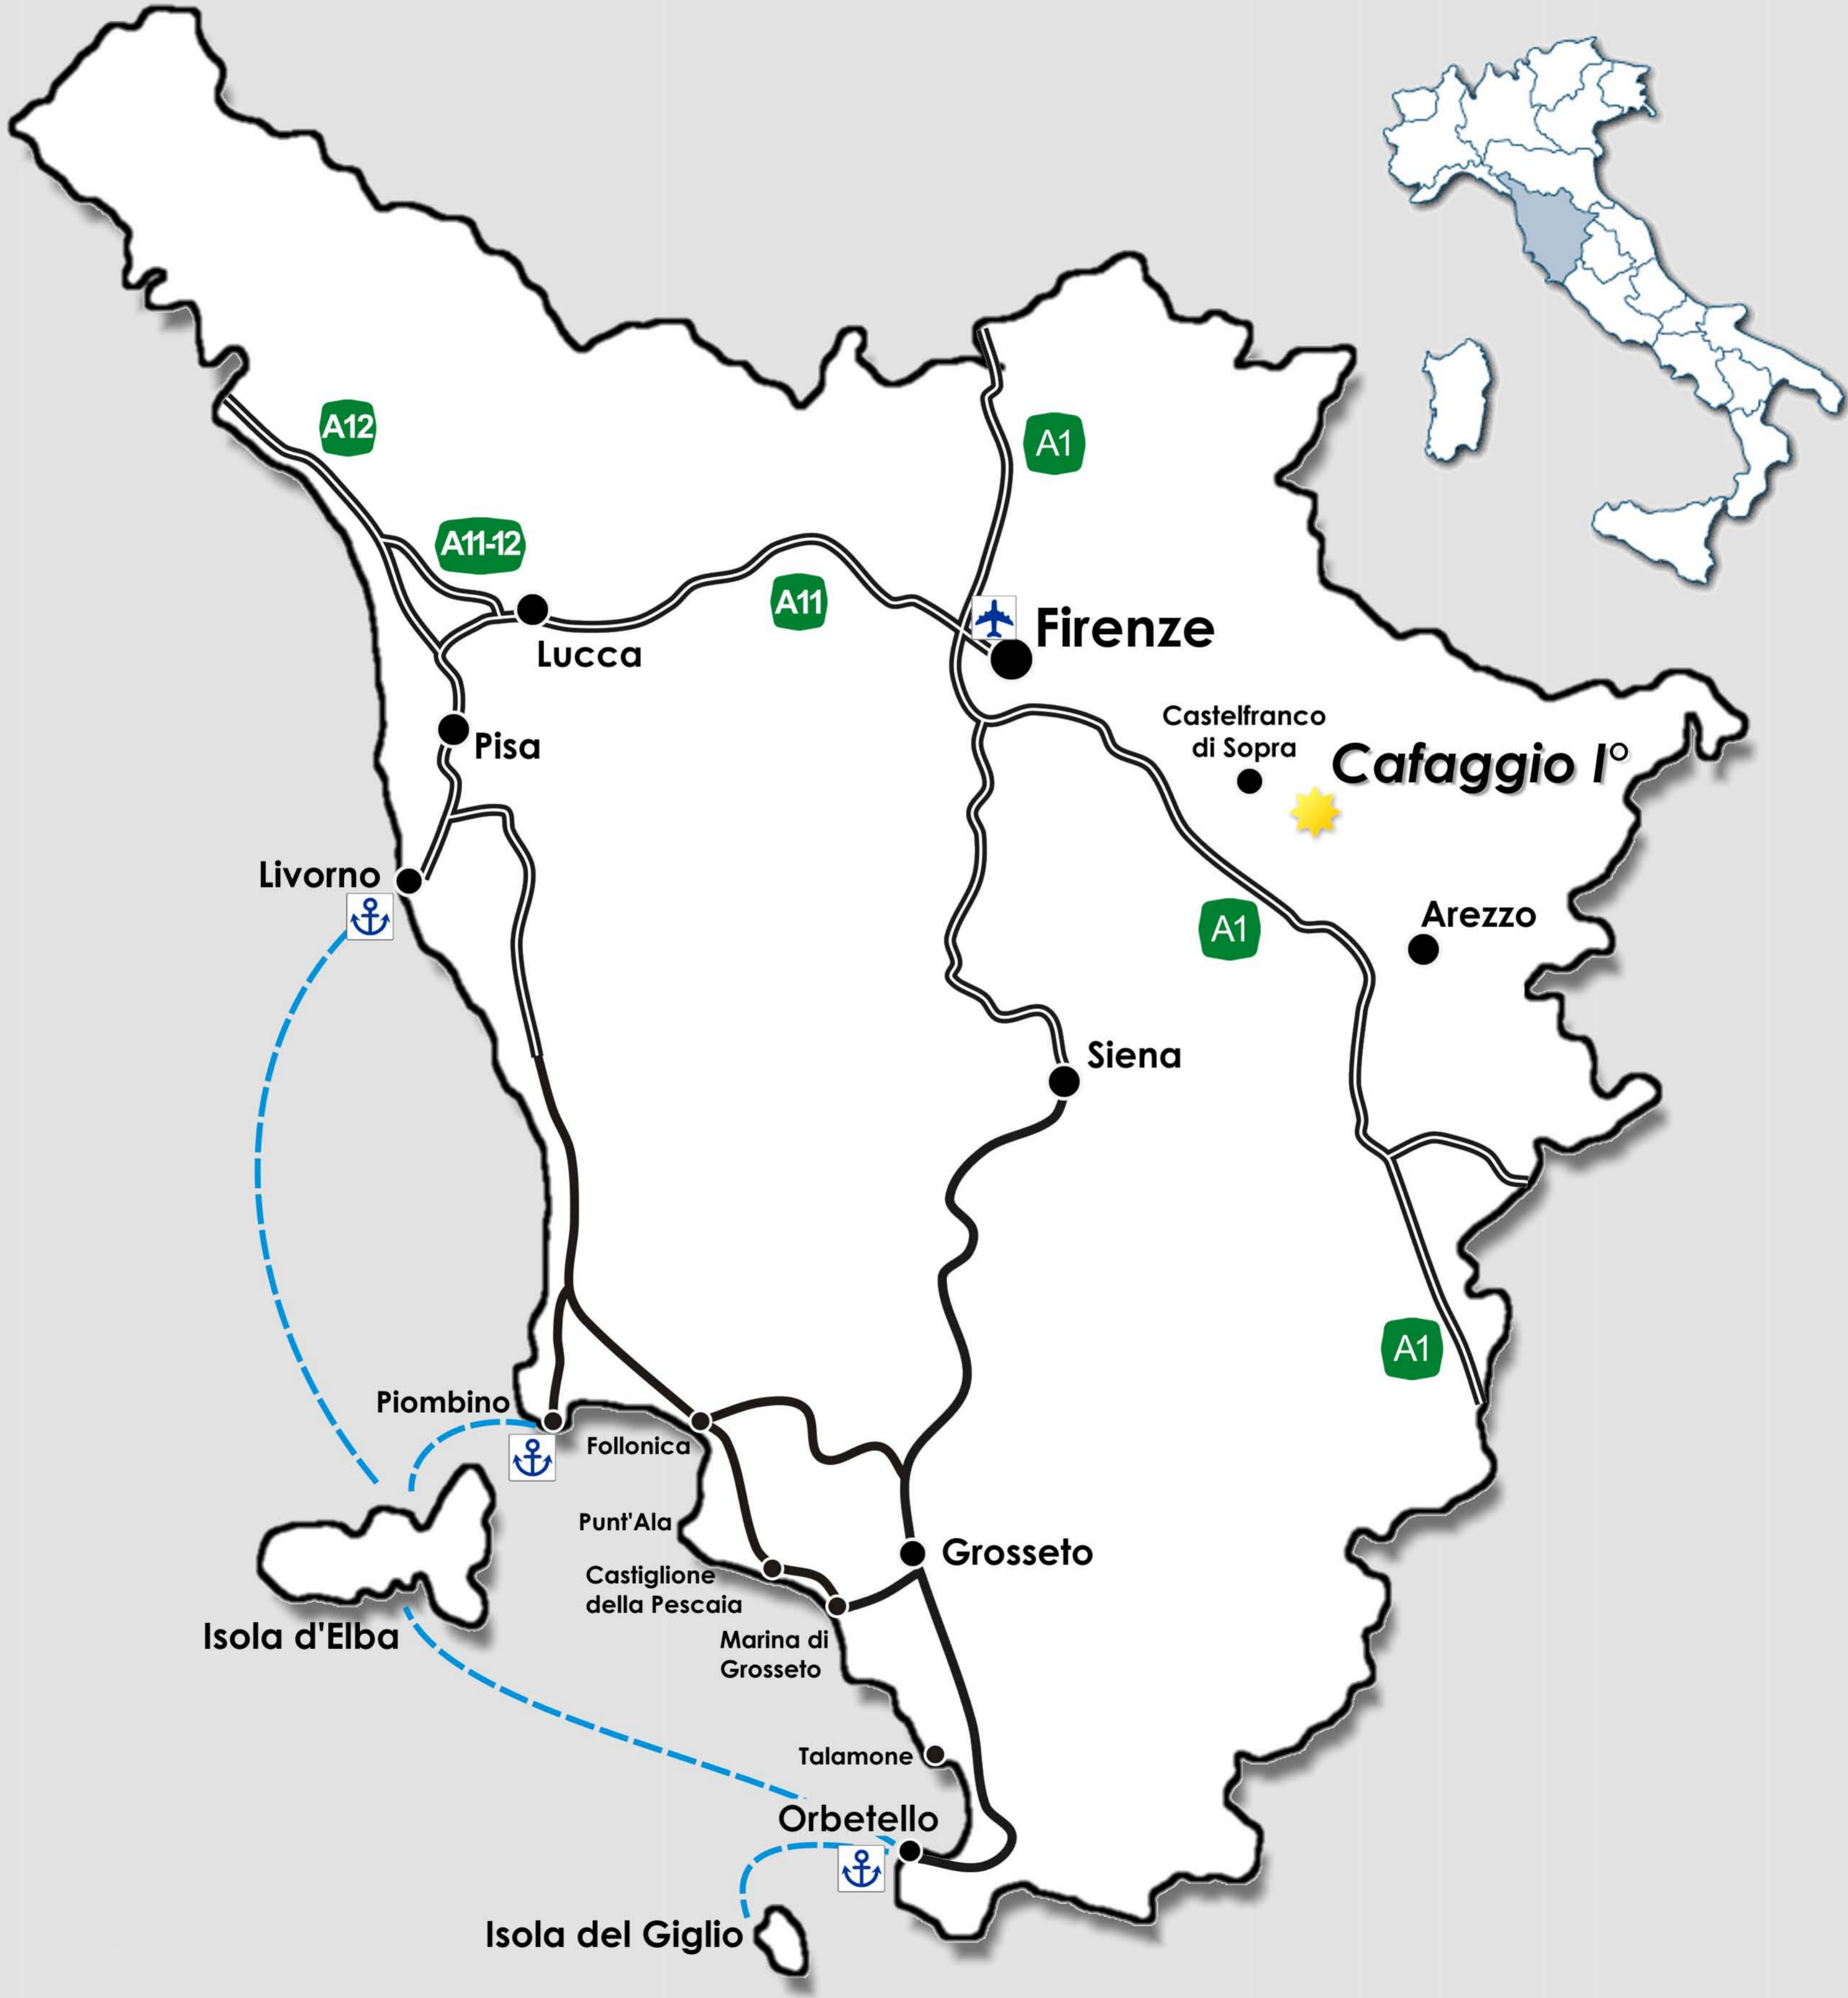 A12
A1
A11-12
A11
Firenze
Lucca
Castelfranco
di Sopra
Cafaggio I°
Pisa
Livorno
Arezzo
A1
Siena
A1
Piombino
Follonica
Punt'Ala
Grosseto
Castiglione
della Pescaia
Isola d'Elba
Marina di
Grosseto
Talamone
Orbetello
Isola del Giglio